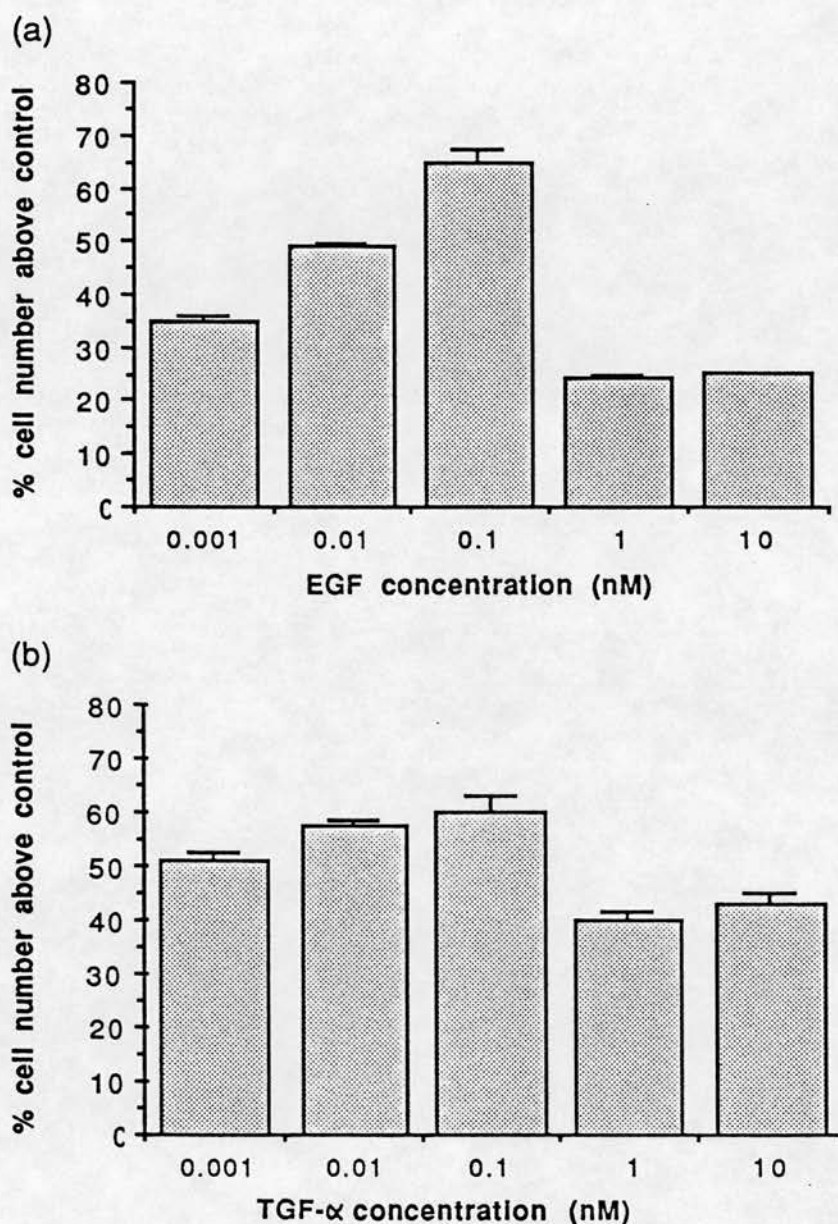 (a)
% cell number above control
80
70
60
50
40
30
20
10
C
0.001 0.01 0.1 1 10
EGF concentration (nM)
(b)
% cell number above control
80
70
60
50
40
30
20
10
C
0.001 0.01 0.1 1 10
TGF-α concentration (nM)